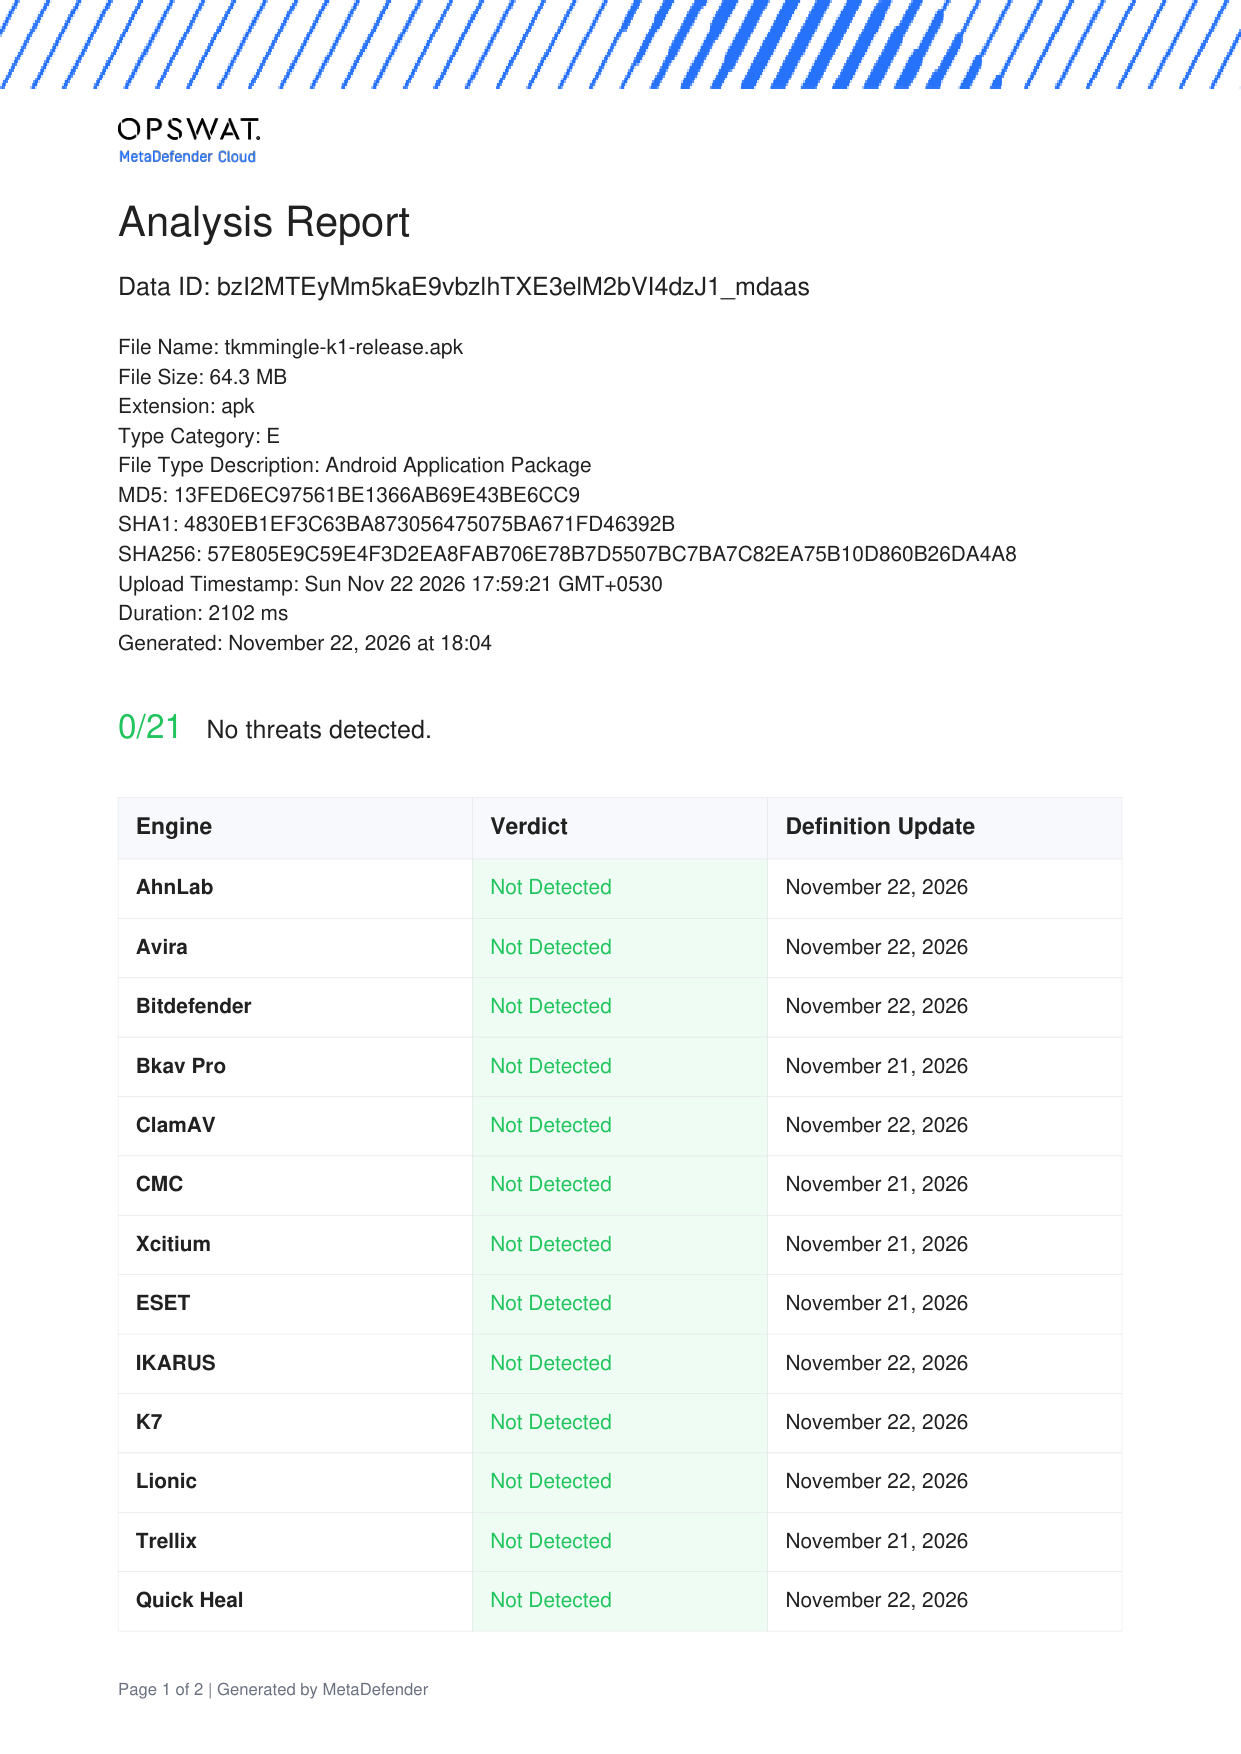 OPSWAT.
MetaDefender Cloud
Analysis Report
Data ID: bzI2MTEyMm5kaE9vbzlhTXE3elM2bVI4dzJ1_mdaas
File Name: tkmmingle-k1-release.apk
File Size: 64.3 MB
Extension: apk
Type Category: E
File Type Description: Android Application Package
MD5: 13FED6EC97561BE1366AB69E43BE6CC9
SHA1: 4830EB1EF3C63BA873056475075BA671FD46392B
SHA256: 57E805E9C59E4F3D2EA8FAB706E78B7D5507BC7BA7C82EA75B10D860B26DA4A8
Upload Timestamp: Sun Nov 22 2026 17:59:21 GMT+0530
Duration: 2102 ms
Generated: November 22, 2026 at 18:04
0/21 No threats detected.
Engine Verdict Definition Update
AhnLab Not Detected November 22, 2026
Avira Not Detected November 22, 2026
Bitdefender Not Detected November 22, 2026
Bkav Pro Not Detected November 21, 2026
ClamAV Not Detected November 22, 2026
CMC Not Detected November 21, 2026
Xcitium Not Detected November 21, 2026
ESET Not Detected November 21, 2026
IKARUS Not Detected November 22, 2026
K7 Not Detected November 22, 2026
Lionic Not Detected November 22, 2026
Trellix Not Detected November 21, 2026
Quick Heal Not Detected November 22, 2026
Page 1 of 2 | Generated by MetaDefender